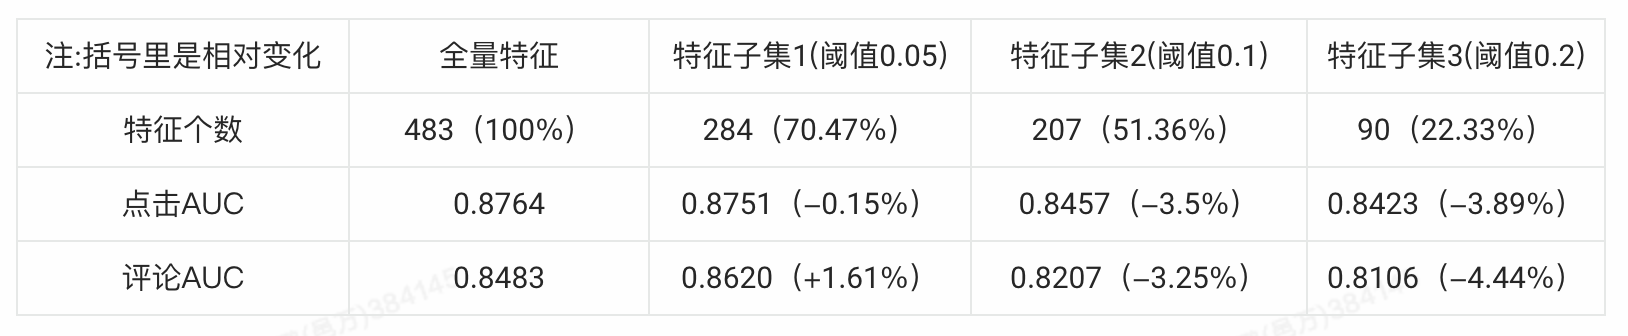 注:括号里是相对变化 全量特征 特征子集1(阈值0.05) 特征子集2(阈值0.1) 特征子集3(阈值0.2)
特征个数 483（100%） 284（70.47%） 207（51.36%） 90（22.33%）
点击AUC 0.8764 0.8751（–0.15%） 0.8457（–3.5%） 0.8423（–3.89%）
评论AUC 0.8483 0.8620（+1.61%） 0.8207（–3.25%） 0.8106（–4.44%）